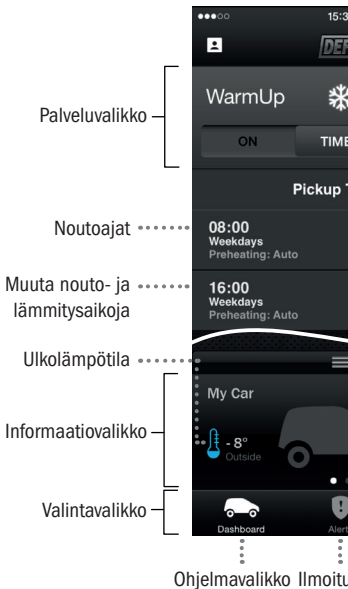 15:3
DEF
Palveluvalikko
WarmUp
ON
TIME
Pickup T
Noutoajat
08:00
Weekdays
Preheating: Auto
Muuta nouto- ja
lämmitysaikoja
16:00
Weekdays
Preheating: Auto
Ulkolämpötila
My Car
Informaatiovalikko
- 8°
Outside
Valintavalikko
Dashboard
Alert
Ohjelmavalikko Ilmoitu